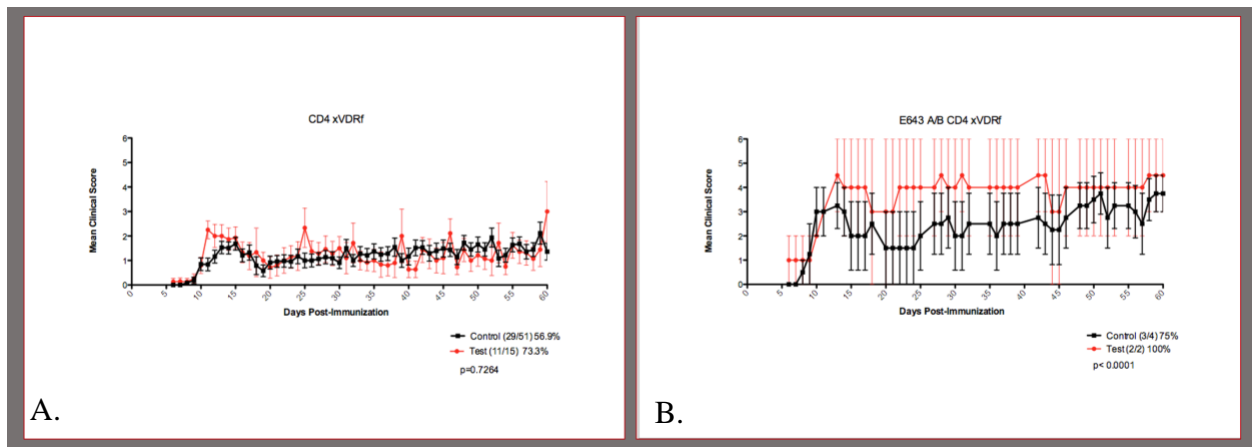 CD4 xVDRf
Mean Clinical Score
6
5
4
3
2
1
0
0
5
10
15
20
25
30
35
40
45
50
55
60
Days Post-Immunization
Control (29/51) 56.9%
Test (11/15) 73.3%
p=0.7264
A.
E643 A/B CD4 xVDRf
Mean Clinical Score
6
5
4
3
2
1
0
0
5
10
15
20
25
30
35
40
45
50
55
60
Days Post-Immunization
Control (3/4) 75%
Test (2/2) 100%
p< 0.0001
B.